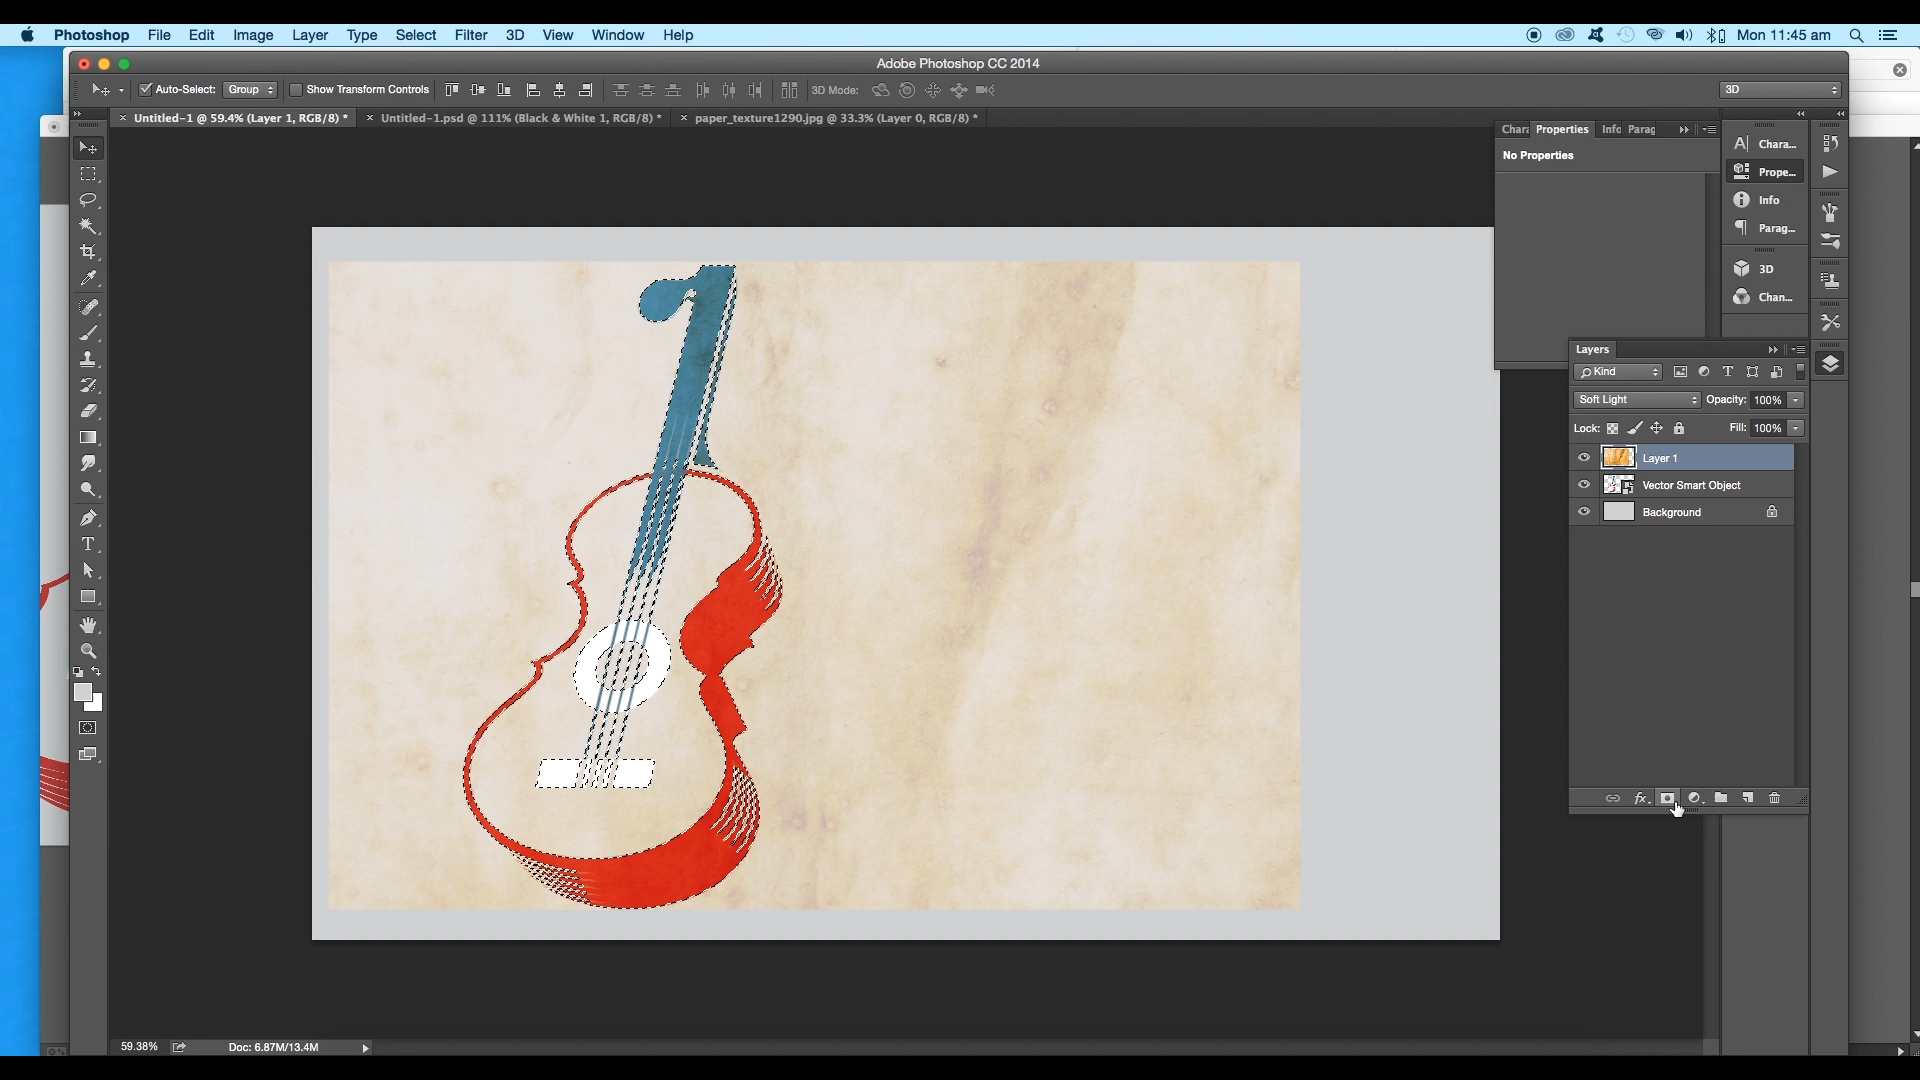 Photoshop File Edit Image Layer Type Select Filter 3D View Window Help
Mon 11:45 am
Adobe Photoshop CC 2014
Auto-Select: Group Show Transform Controls 3D Mode: 3D
Untitled-1 @ 59.4% (Layer 1, RGB/8) * Untitled-1.psd @ 111% (Black & White 1, RGB/8) * paper_texture1290.jpg @ 33.3% (Layer 0, RGB/8) *
Chara Properties Info Parag
No Properties
Chara...
Prope...
Info
Parag...
3D
Chan...
Layers
Kind
Soft Light Opacity: 100%
Lock: Fill: 100%
Layer 1
Vector Smart Object
Background
fx
59.38% Doc: 6.87M/13.4M